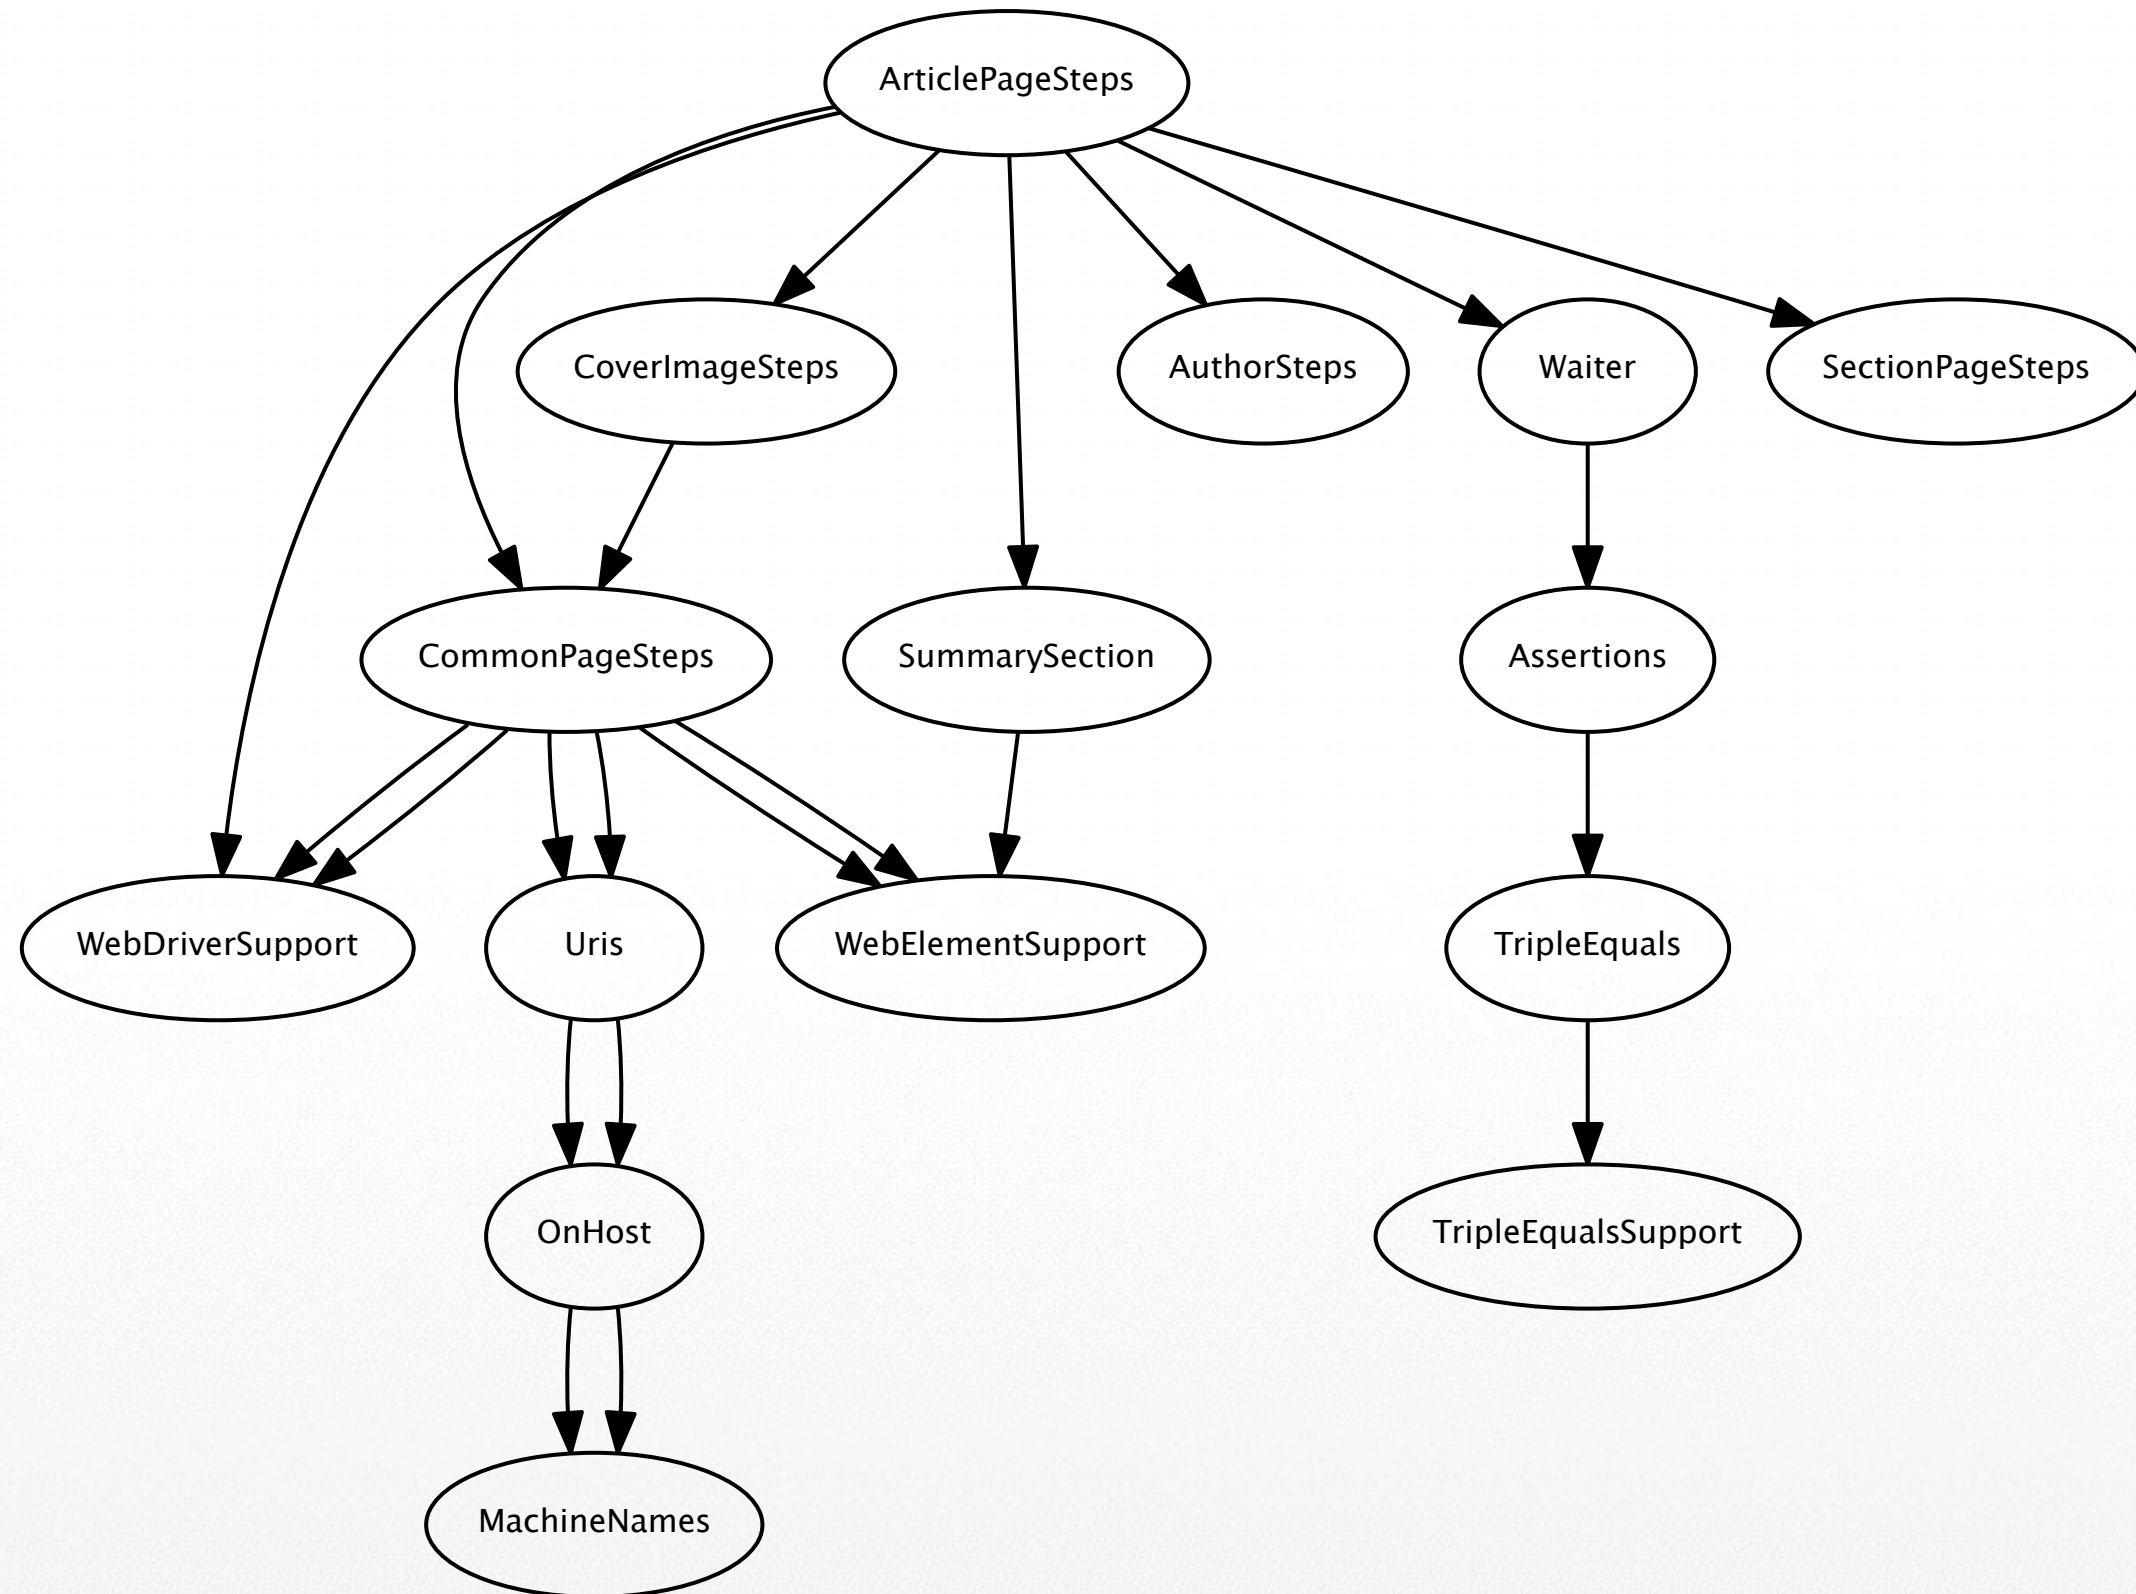 ArticlePageSteps
CoverImageSteps
AuthorSteps
Waiter
SectionPageSteps
CommonPageSteps
SummarySection
Assertions
WebDriverSupport
Uris
WebElementSupport
TripleEquals
OnHost
TripleEqualsSupport
MachineNames